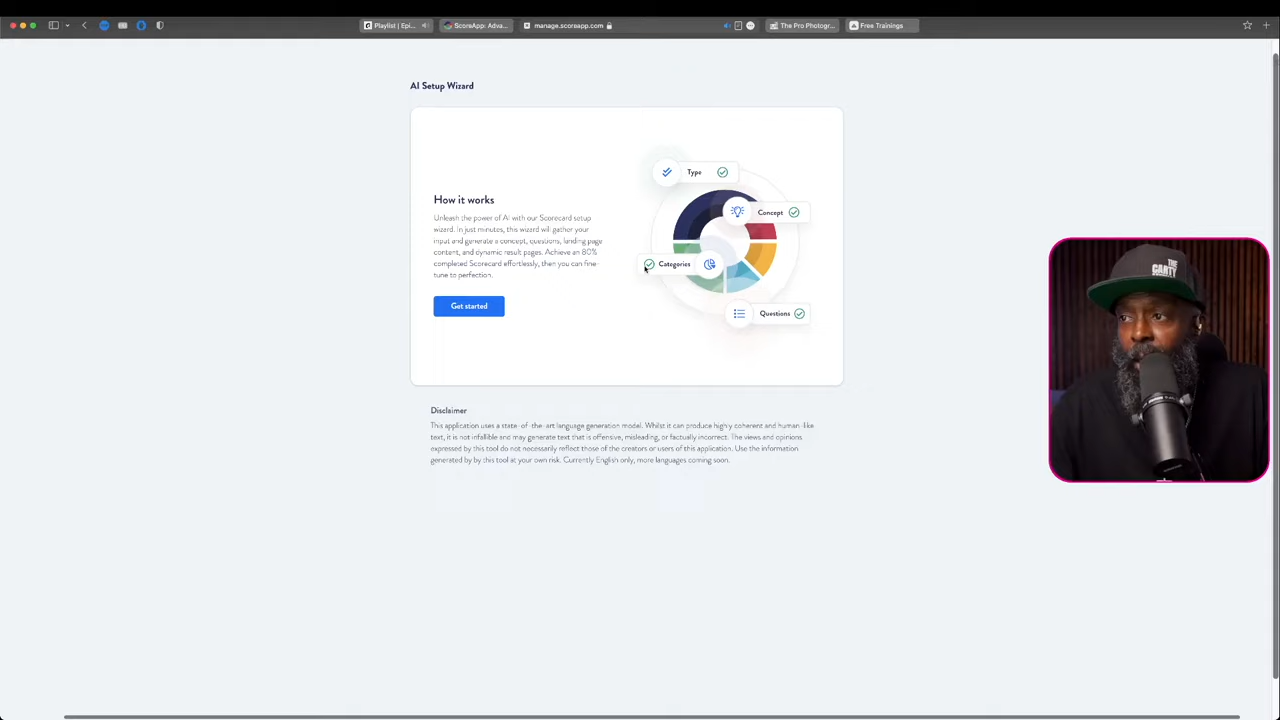 Playlist | Epi...
ScoreApp: Adva...
manage.scoreapp.com
The Pro Photogr...
Free Trainings
AI Setup Wizard
How it works
Unleash the power of AI with our Scorecard setup
wizard. In just minutes, this wizard will gather your
input and generate a concept, questions, landing page
content, and dynamic result pages. Achieve an 80%
completed Scorecard effortlessly, then you can fine-
tune to perfection.
Get started
Type
Concept
Categories
Questions
Disclaimer
This application uses a state-of-the-art language generation model. Whilst it can produce highly coherent and human-like
text, it is not infallible and may generate text that is offensive, misleading, or factually incorrect. The views and opinions
expressed by this tool do not necessarily reflect those of the creators or users of this application. Use the information
generated by by this tool at your own risk. Currently English only, more languages coming soon.
THE
CARTY